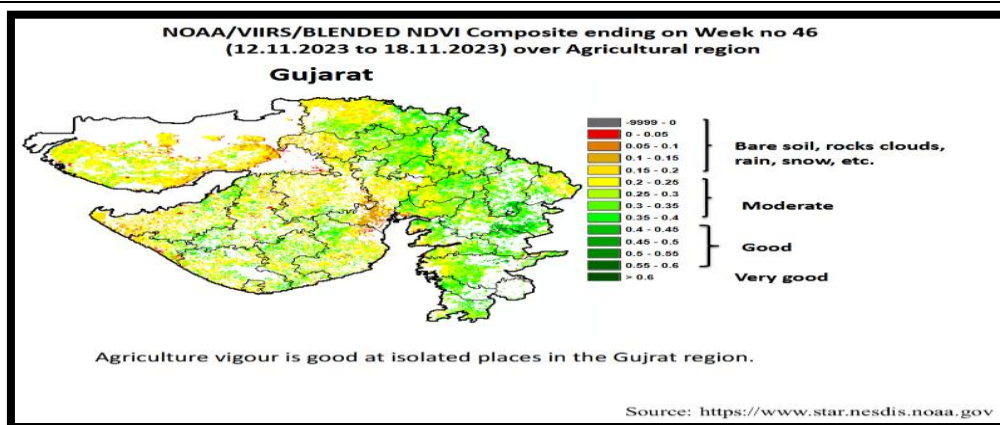 NOAA/VIIRS/BLENDED NDVI Composite ending on Week no 46
(12.11.2023 to 18.11.2023) over Agricultural region
Gujarat
-9999 - 0
0 - 0.05
0.05 - 0.1
0.1 - 0.15
0.15 - 0.2
0.2 - 0.25
0.25 - 0.3
0.3 - 0.35
0.35 - 0.4
0.4 - 0.45
0.45 - 0.5
0.5 - 0.55
0.55 - 0.6
> 0.6
Bare soil, rocks clouds,
rain, snow, etc.
Moderate
Good
Very good
Agriculture vigour is good at isolated places in the Gujrat region.
Source: https://www.star.nesdis.noaa.gov